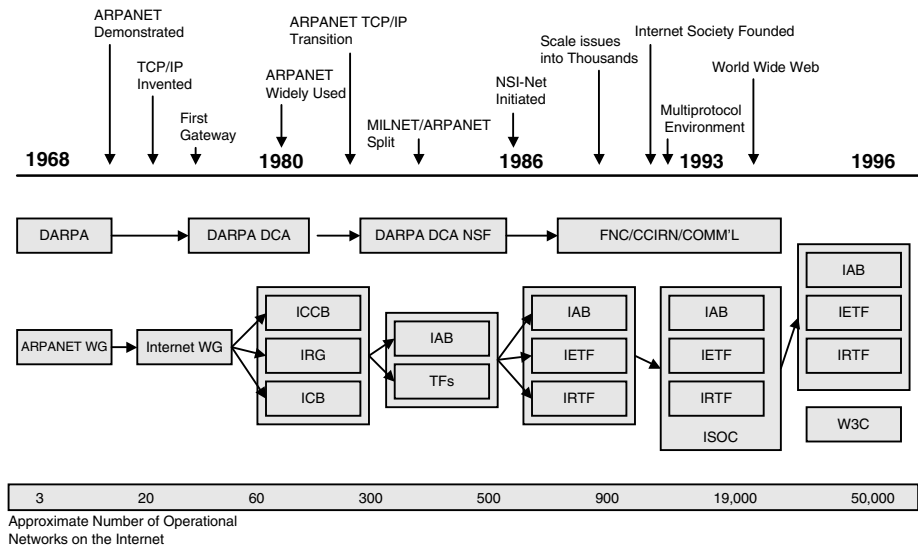 ARPANET
Demonstrated
TCP/IP
Invented
First
Gateway
ARPANET
Widely Used
ARPANET TCP/IP
Transition
MILNET/ARPANET
Split
NSI-Net
Initiated
Scale issues
into Thousands
Internet Society Founded
Multiprotocol
Environment
World Wide Web
1968
1980
1986
1993
1996
DARPA
DARPA DCA
DARPA DCA NSF
FNC/CCIRN/COMM'L
ARPANET WG
Internet WG
ICCB
IRG
ICB
IAB
TFs
IAB
IETF
IRTF
IAB
IETF
IRTF
ISOC
IAB
IETF
IRTF
W3C
3 20 60 300 500 900 19,000 50,000
Approximate Number of Operational
Networks on the Internet